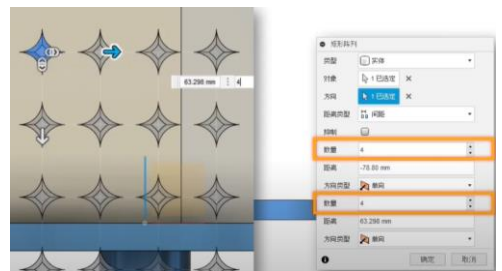 63.298 mm 4
矩形阵列
类型 实体
对象 1 已选定 ×
方向 1 已选定 ×
距离类型 间距
抑制
数量 4
距离 -78.80 mm
方向类型 单向
数量 4
距离 63.298 mm
方向类型 单向
确定 取消